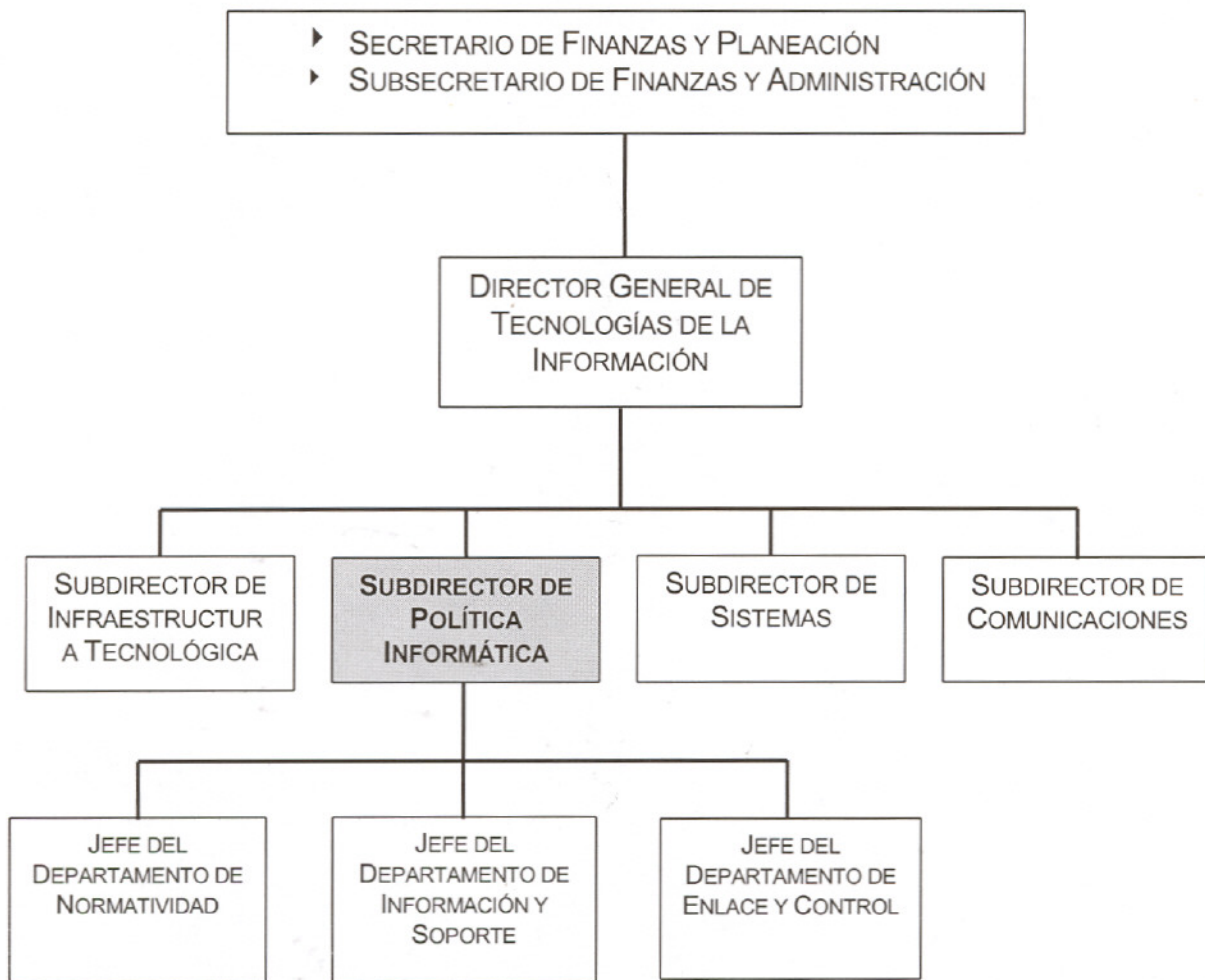 SECRETARIO DE FINANZAS Y PLANEACIÓN
SUBSECRETARIO DE FINANZAS Y ADMINISTRACIÓN
DIRECTOR GENERAL DE
TECNOLOGÍAS DE LA
INFORMACIÓN
SUBDIRECTOR DE
INFRAESTRUCTUR
A TECNOLÓGICA
SUBDIRECTOR DE
POLÍTICA
INFORMÁTICA
SUBDIRECTOR DE
SISTEMAS
SUBDIRECTOR DE
COMUNICACIONES
JEFE DEL
DEPARTAMENTO DE
NORMATIVIDAD
JEFE DEL
DEPARTAMENTO DE
INFORMACIÓN Y
SOPORTE
JEFE DEL
DEPARTAMENTO DE
ENLACE Y CONTROL